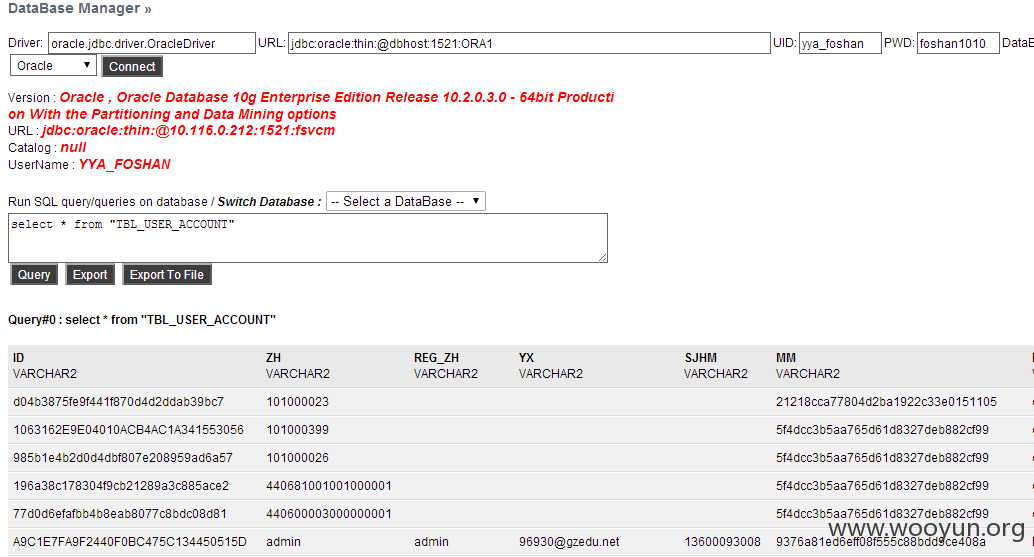 DataBase Manager »
Driver: oracle.jdbc.driver.OracleDriver URL: jdbc:oracle:thin:@dbhost:1521:ORA1 UID: yya_foshan PWD: foshan1010 DataB
Oracle Connect
Version : Oracle , Oracle Database 10g Enterprise Edition Release 10.2.0.3.0 - 64bit Producti
on With the Partitioning and Data Mining options
URL : jdbc:oracle:thin:@10.116.0.212:1521:fsvcm
Catalog : null
UserName : YYA_FOSHAN
Run SQL query/queries on database / Switch Database : -- Select a DataBase --
select * from "TBL_USER_ACCOUNT"
Query Export Export To File
Query#0 : select * from "TBL_USER_ACCOUNT"
ID ZH REG_ZH YX SJHM MM
VARCHAR2 VARCHAR2 VARCHAR2 VARCHAR2 VARCHAR2 VARCHAR2
d04b3875fe9f441f870d4d2ddab39bc7 101000023 21218cca77804d2ba1922c33e0151105
1063162E9E04010ACB4AC1A341553056 101000399 5f4dcc3b5aa765d61d8327deb882cf99
985b1e4b2d0d4dbf807e208959ad6a57 101000026 5f4dcc3b5aa765d61d8327deb882cf99
196a38c178304f9cb21289a3c885ace2 440681001001000001 5f4dcc3b5aa765d61d8327deb882cf99
77d0d6efafbb4b8eab8077c8bdc08d81 440600003000000001 5f4dcc3b5aa765d61d8327deb882cf99
A9C1E7FA9F2440F0BC475C134450515D admin admin 96930@gzedu.net 13600093008 9376a81ed6eff08f555c88bdd9ce408a
www.wooyun.org